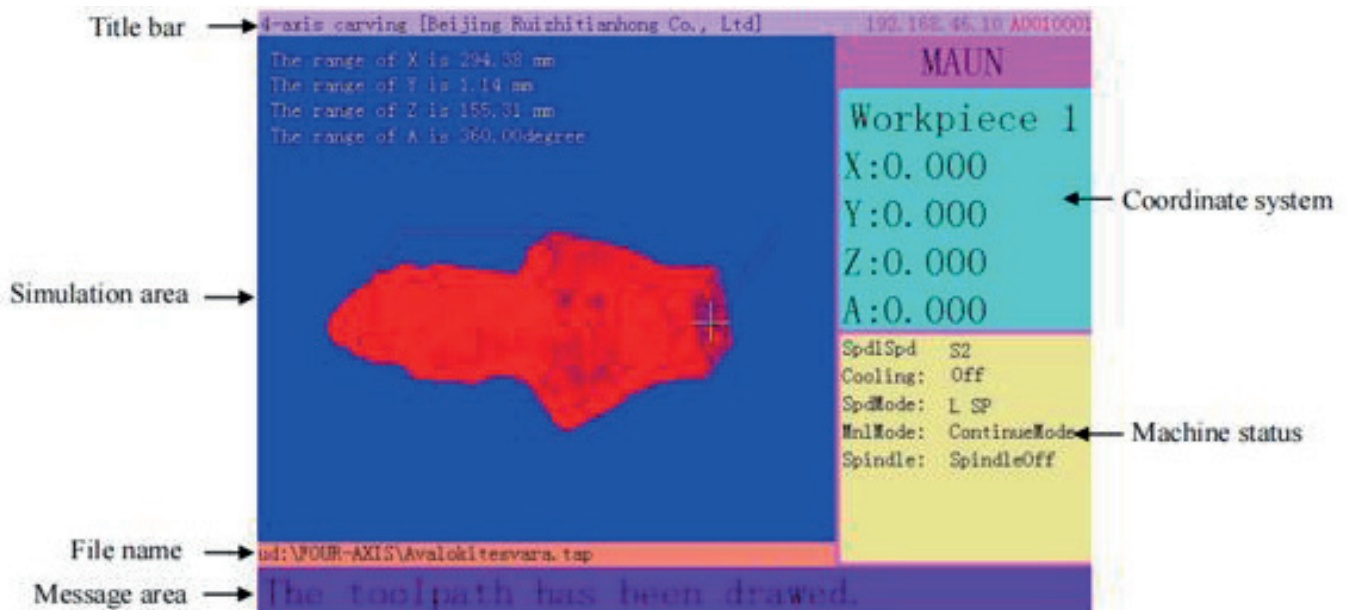 Title bar
4-axis carving [Beijing Ruizhitianhong Co., Ltd]
192.168.46.10 A0010001
The range of X is 294.38 mm
The range of Y is 1.14 mm
The range of Z is 155.31 mm
The range of A is 360.00degree
MAUN
Workpiece 1
X:0.000
Y:0.000
Z:0.000
A:0.000
Coordinate system
Simulation area
SpdlSpd S2
Cooling: Off
SpdMode: L SP
MnlMode: ContinueMode
Spindle: SpindleOff
Machine status
File name
ud:\FOUR-AXIS\Avalokitesvara.tap
Message area
The toolpath has been drawed.